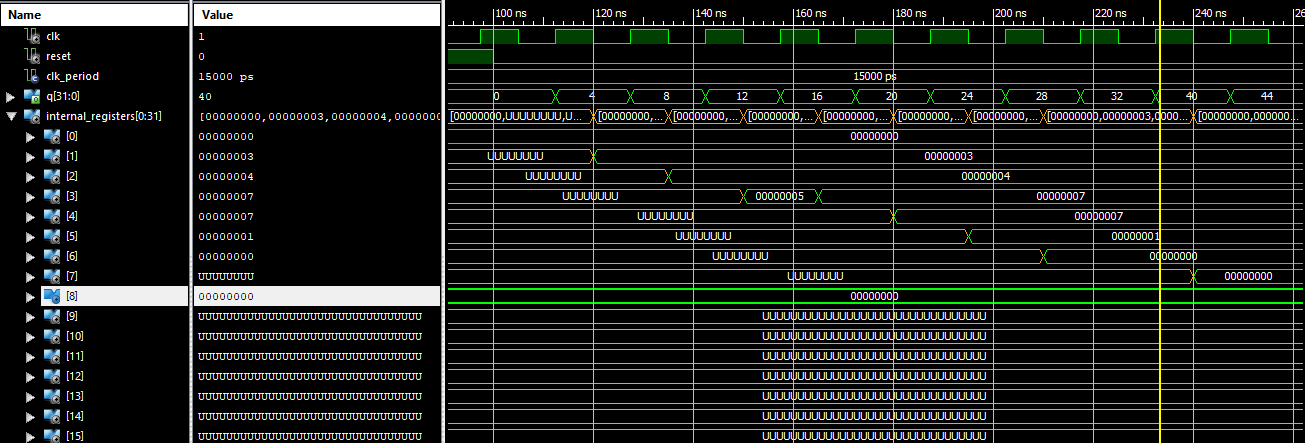 Name Value 100 ns 120 ns 140 ns 160 ns 180 ns 200 ns 220 ns 240 ns
clk 1
reset 0
clk_period 15000 ps 15000 ps
q[31:0] 40 0 4 8 12 16 20 24 28 32 40 44
internal_registers[0:31] [00000000,00000003,00000004,0000000 [00000000,UUUUUUUU,U... [00000000,... [00000000,... [00000000,... [00000000,... [00000000,... [00000000,... [00000000,00000003,0000... [00000000,000000...
[0] 00000000 00000000
[1] 00000003 UUUUUUUU 00000003
[2] 00000004 UUUUUUUU 00000004
[3] 00000007 UUUUUUUU 00000005 00000007
[4] 00000007 UUUUUUUU 00000007
[5] 00000001 UUUUUUUU 00000001
[6] 00000000 UUUUUUUU 00000000
[7] UUUUUUUU UUUUUUUU 00000000
[8] 00000000 00000000
[9] UUUUUUUUUUUUUUUUUUUUUUUUUUUUUUUU UUUUUUUUUUUUUUUUUUUUUUUUUUUUUUUU
[10] UUUUUUUUUUUUUUUUUUUUUUUUUUUUUUUU UUUUUUUUUUUUUUUUUUUUUUUUUUUUUUUU
[11] UUUUUUUUUUUUUUUUUUUUUUUUUUUUUUUU UUUUUUUUUUUUUUUUUUUUUUUUUUUUUUUU
[12] UUUUUUUUUUUUUUUUUUUUUUUUUUUUUUUU UUUUUUUUUUUUUUUUUUUUUUUUUUUUUUUU
[13] UUUUUUUUUUUUUUUUUUUUUUUUUUUUUUUU UUUUUUUUUUUUUUUUUUUUUUUUUUUUUUUU
[14] UUUUUUUUUUUUUUUUUUUUUUUUUUUUUUUU UUUUUUUUUUUUUUUUUUUUUUUUUUUUUUUU
[15] UUUUUUUUUUUUUUUUUUUUUUUUUUUUUUUU UUUUUUUUUUUUUUUUUUUUUUUUUUUUUUUU